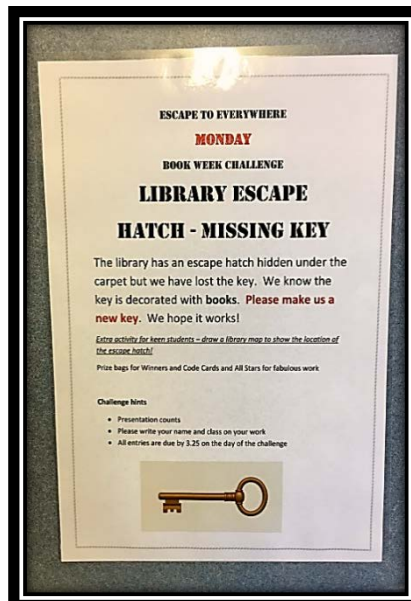 ESCAPE TO EVERYWHERE
MONDAY
BOOK WEEK CHALLENGE
LIBRARY ESCAPE
HATCH - MISSING KEY
The library has an escape hatch hidden under the
carpet but we have lost the key. We know the
key is decorated with books. Please make us a
new key. We hope it works!
Extra activity for keen students – draw a library map to show the location of
the escape hatch!
Prize bags for Winners and Code Cards and All Stars for fabulous work
Challenge hints
• Presentation counts
• Please write your name and class on your work
• All entries are due by 3.25 on the day of the challenge